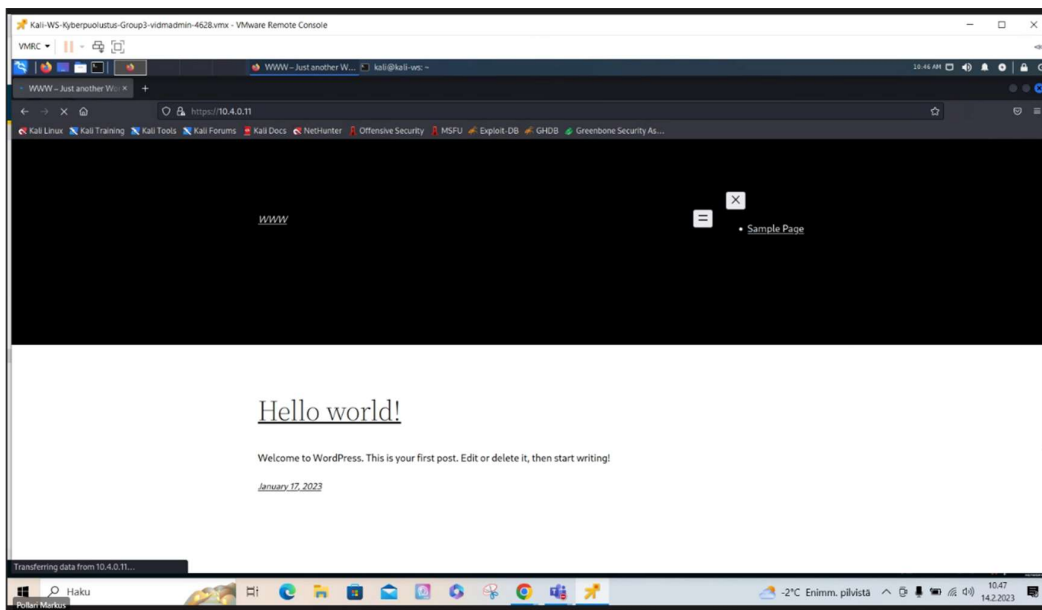 Kali-WS-Kyberpuolustus-Group3-vidmadmin-4628.vmx - VMware Remote Console
VMRC
WWW – Just another W... kali@kali-ws: ~ 10:46 AM
WWW – Just another Wor
https://10.4.0.11
Kali Linux Kali Training Kali Tools Kali Forums Kali Docs NetHunter Offensive Security MSFU Exploit-DB GHDB Greenbone Security As...
WWW
Sample Page
Hello world!
Welcome to WordPress. This is your first post. Edit or delete it, then start writing!
January 17, 2023
Transferring data from 10.4.0.11...
Haku -2°C Enimm. pilvistä 10.47
14.2.2023
Pollari Markus